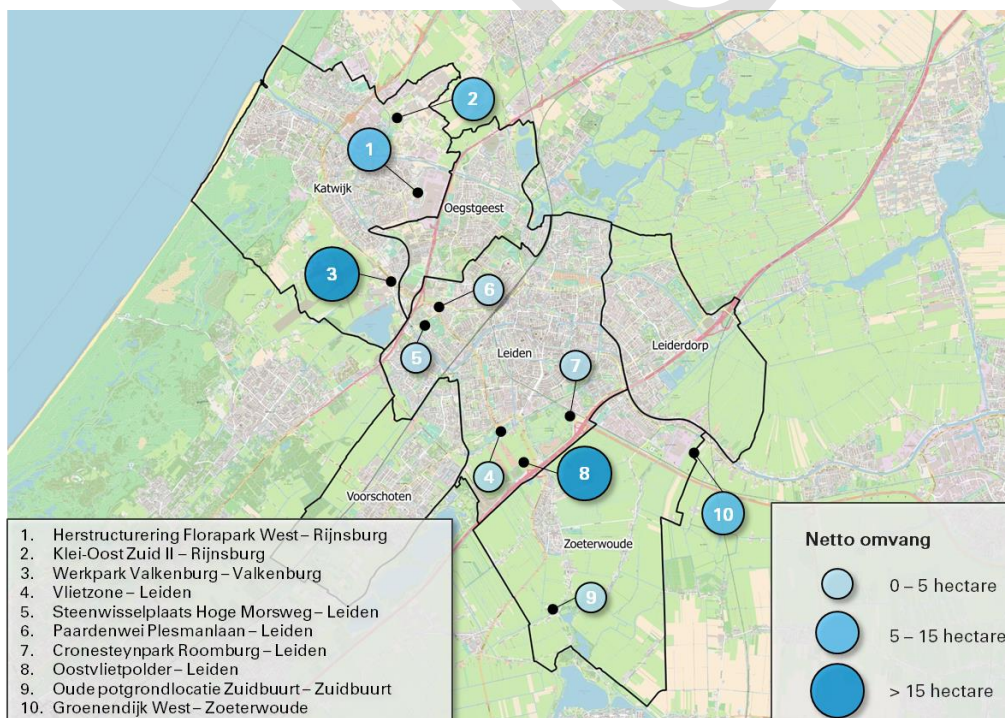 2
1
Katwijk
Oegstgeest
3
6
5
Leiden
Leiderdorp
7
4
8
Voorschoten
10
Zoeterwoude
9
1. Herstructurering Florapark West – Rijnsburg
2. Klei-Oost Zuid II – Rijnsburg
3. Werkpark Valkenburg – Valkenburg
4. Vlietzone – Leiden
5. Steenwisselplaats Hoge Morsweg – Leiden
6. Paardenwei Plesmanlaan – Leiden
7. Cronesteynpark Roomburg – Leiden
8. Oostvlietpolder – Leiden
9. Oude potgrondlocatie Zuidbuurt – Zuidbuurt
10. Groenendijk West – Zoeterwoude
Netto omvang
0 – 5 hectare
5 – 15 hectare
> 15 hectare